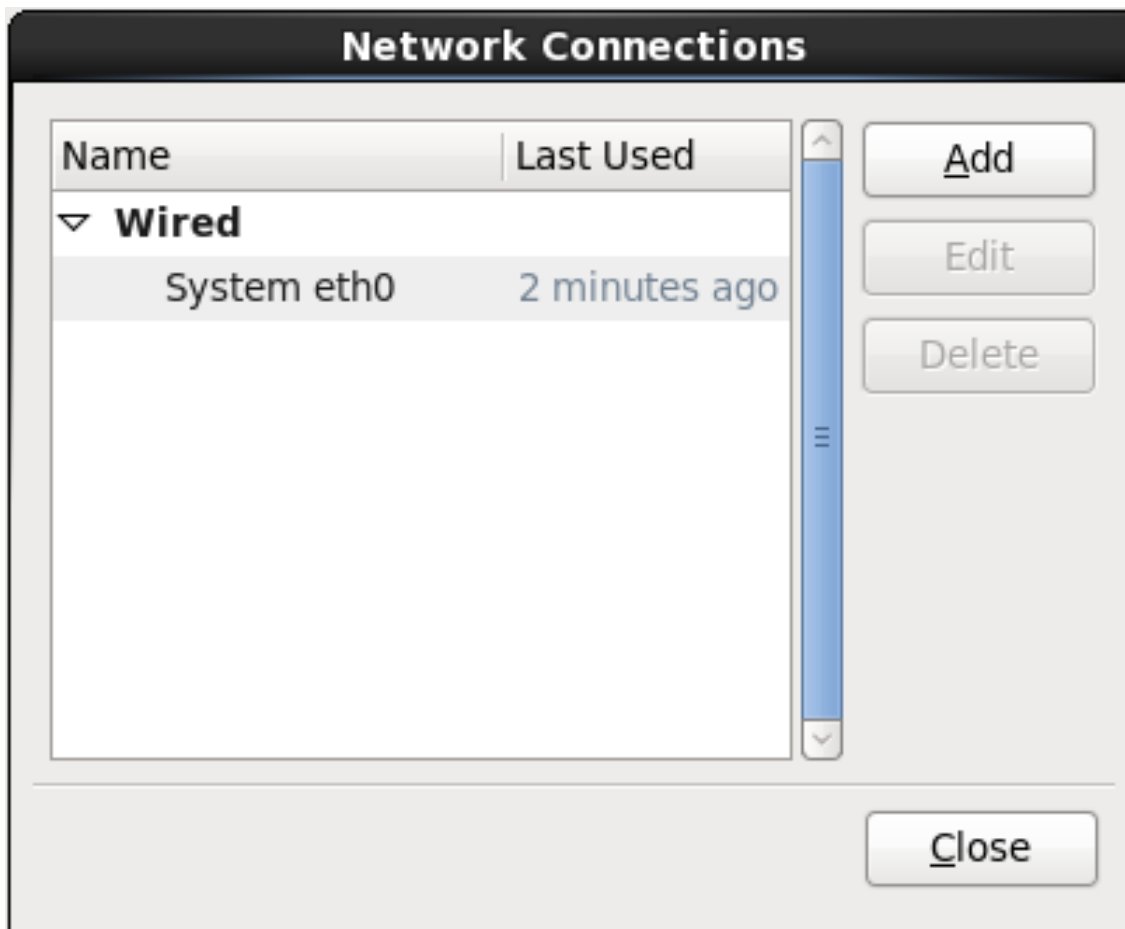 Network Connections
Name Last Used
Wired
System eth0 2 minutes ago
Add
Edit
Delete
Close